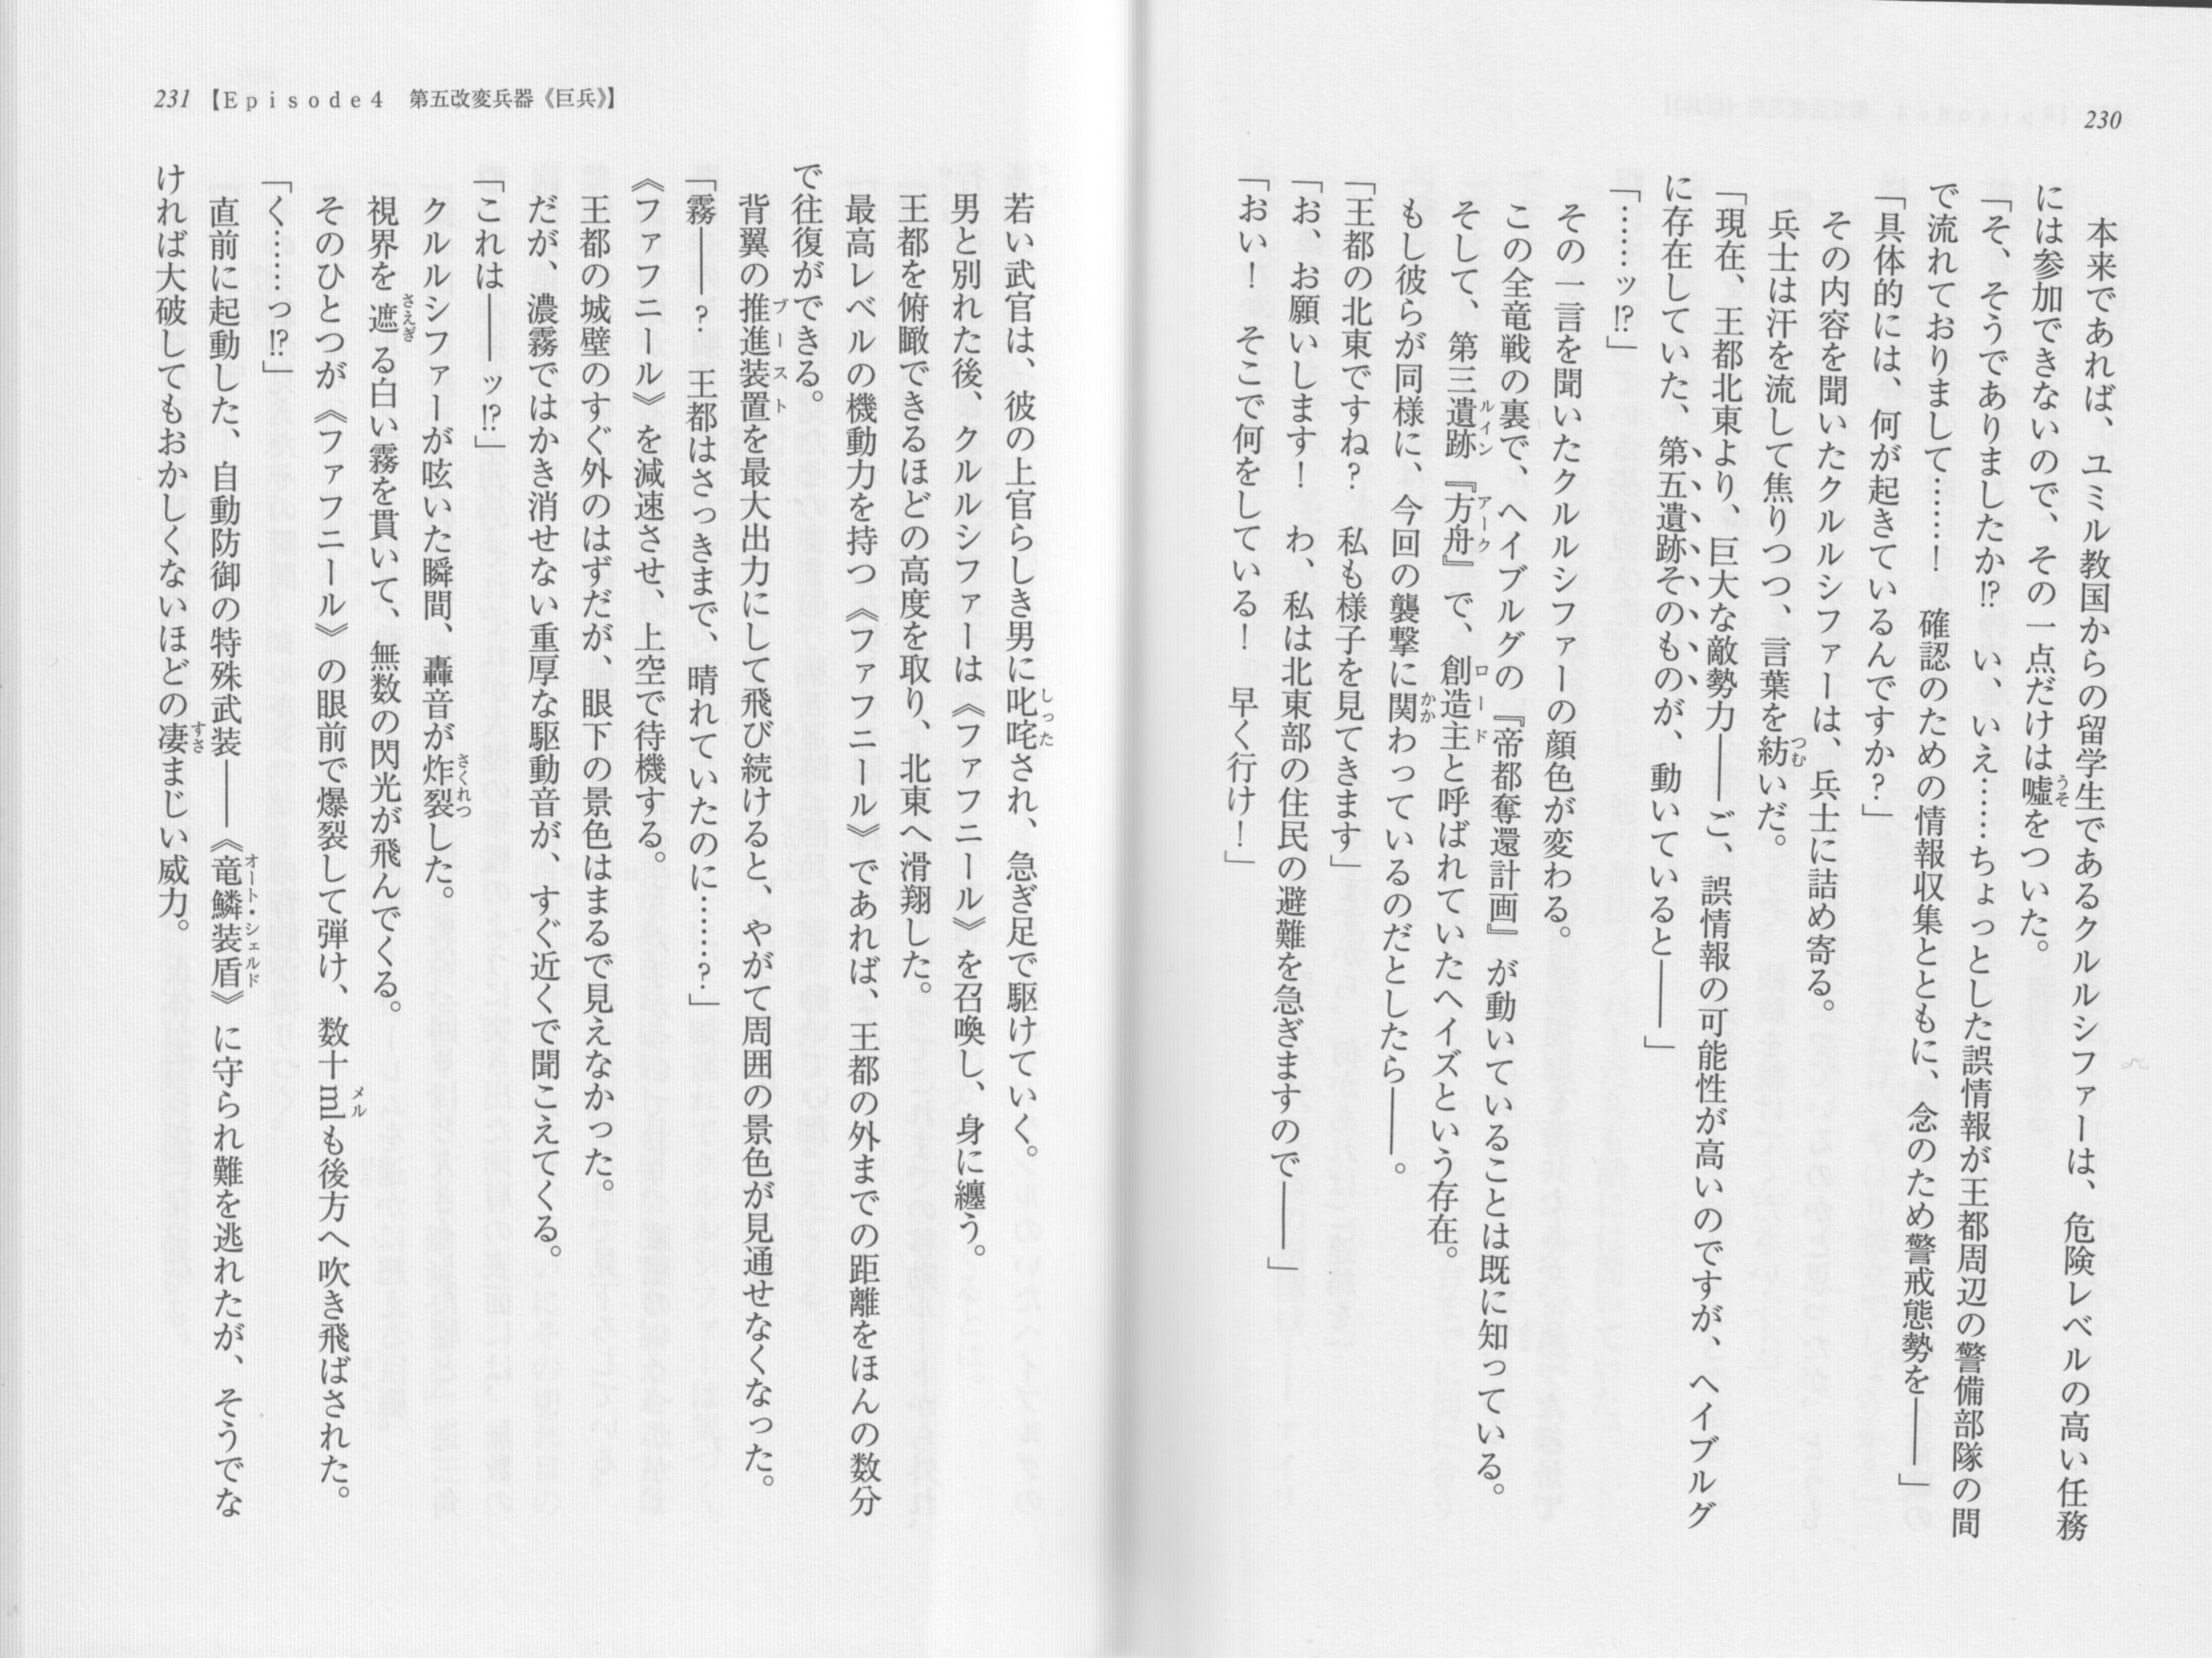 230
　本来であれば、ユミル教国からの留学生であるクルルシファーは、危険レベルの高い任務
には参加できないので、その一点だけは嘘をついた。
「そ、そうでありましたか⁉　い、いえ……ちょっとした誤情報が王都周辺の警備部隊の間
で流れておりまして……！　確認のための情報収集とともに、念のため警戒態勢を――」
「具体的には、何が起きているんですか？」
　その内容を聞いたクルルシファーは、兵士に詰め寄る。
　兵士は汗を流して焦りつつ、言葉を紡いだ。
「現在、王都北東より、巨大な敵勢力――ご、誤情報の可能性が高いのですが、ヘイブルグ
に存在していた、第五遺跡そのものが、動いていると――」
「……ッ⁉」
　その一言を聞いたクルルシファーの顔色が変わる。
　この全竜戦の裏で、ヘイブルグの『帝都奪還計画』が動いていることは既に知っている。
　そして、第三遺跡『方舟』で、創造主と呼ばれていたヘイズという存在。
　もし彼らが同様に、今回の襲撃に関わっているのだとしたら――。
「王都の北東ですね？　私も様子を見てきます」
「お、お願いします！　わ、私は北東部の住民の避難を急ぎますので――」
「おい！　そこで何をしている！　早く行け！」
231【Episode4　第五改変兵器《巨兵》】
　若い武官は、彼の上官らしき男に叱咤され、急ぎ足で駆けていく。
　男と別れた後、クルルシファーは《ファフニール》を召喚し、身に纏う。
　王都を俯瞰できるほどの高度を取り、北東へ滑翔した。
　最高レベルの機動力を持つ《ファフニール》であれば、王都の外までの距離をほんの数分
で往復ができる。
　背翼の推進装置を最大出力にして飛び続けると、やがて周囲の景色が見通せなくなった。
「霧――？　王都はさっきまで、晴れていたのに……？」
《ファフニール》を減速させ、上空で待機する。
　王都の城壁のすぐ外のはずだが、眼下の景色はまるで見えなかった。
　だが、濃霧ではかき消せない重厚な駆動音が、すぐ近くで聞こえてくる。
「これは――ッ⁉」
　クルルシファーが呟いた瞬間、轟音が炸裂した。
　視界を遮る白い霧を貫いて、無数の閃光が飛んでくる。
　そのひとつが《ファフニール》の眼前で爆裂して弾け、数十mlも後方へ吹き飛ばされた。
「く……っ⁉」
　直前に起動した、自動防御の特殊武装――《竜鱗装盾》に守られ難を逃れたが、そうでな
ければ大破してもおかしくないほどの凄まじい威力。